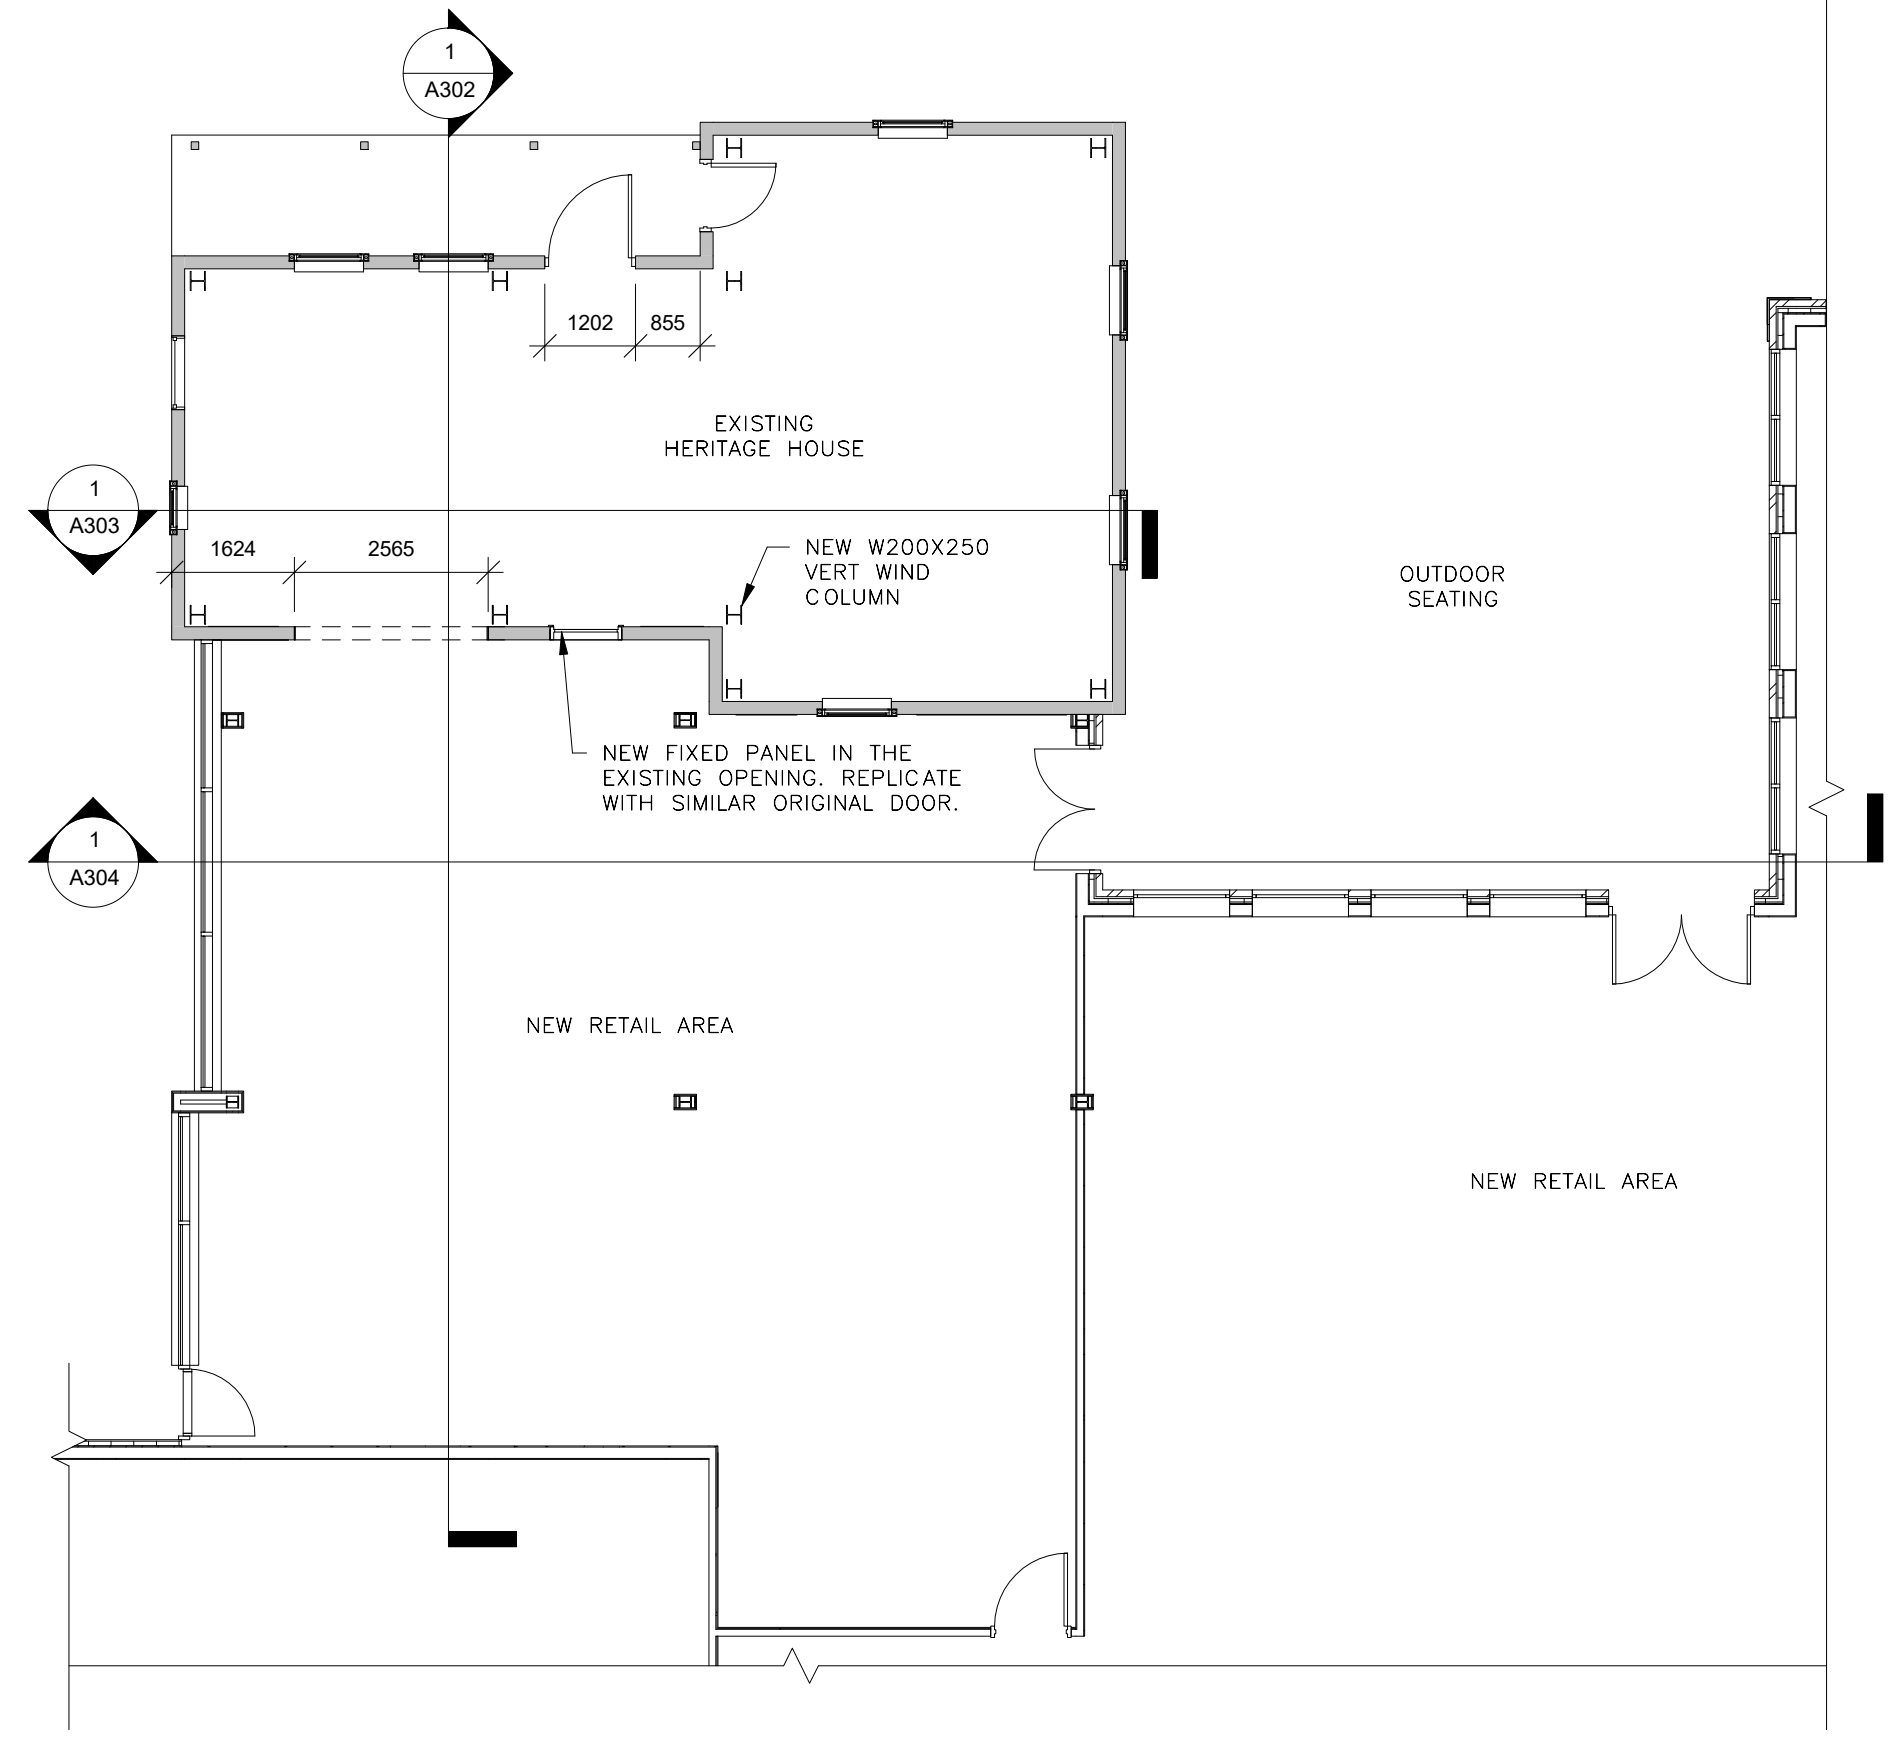 1
A302
1202
855
EXISTING
HERITAGE HOUSE
1
A303
1624
2565
NEW W200X250
VERT WIND
COLUMN
OUTDOOR
SEATING
NEW FIXED PANEL IN THE
EXISTING OPENING. REPLICATE
WITH SIMILAR ORIGINAL DOOR.
1
A304
NEW RETAIL AREA
NEW RETAIL AREA